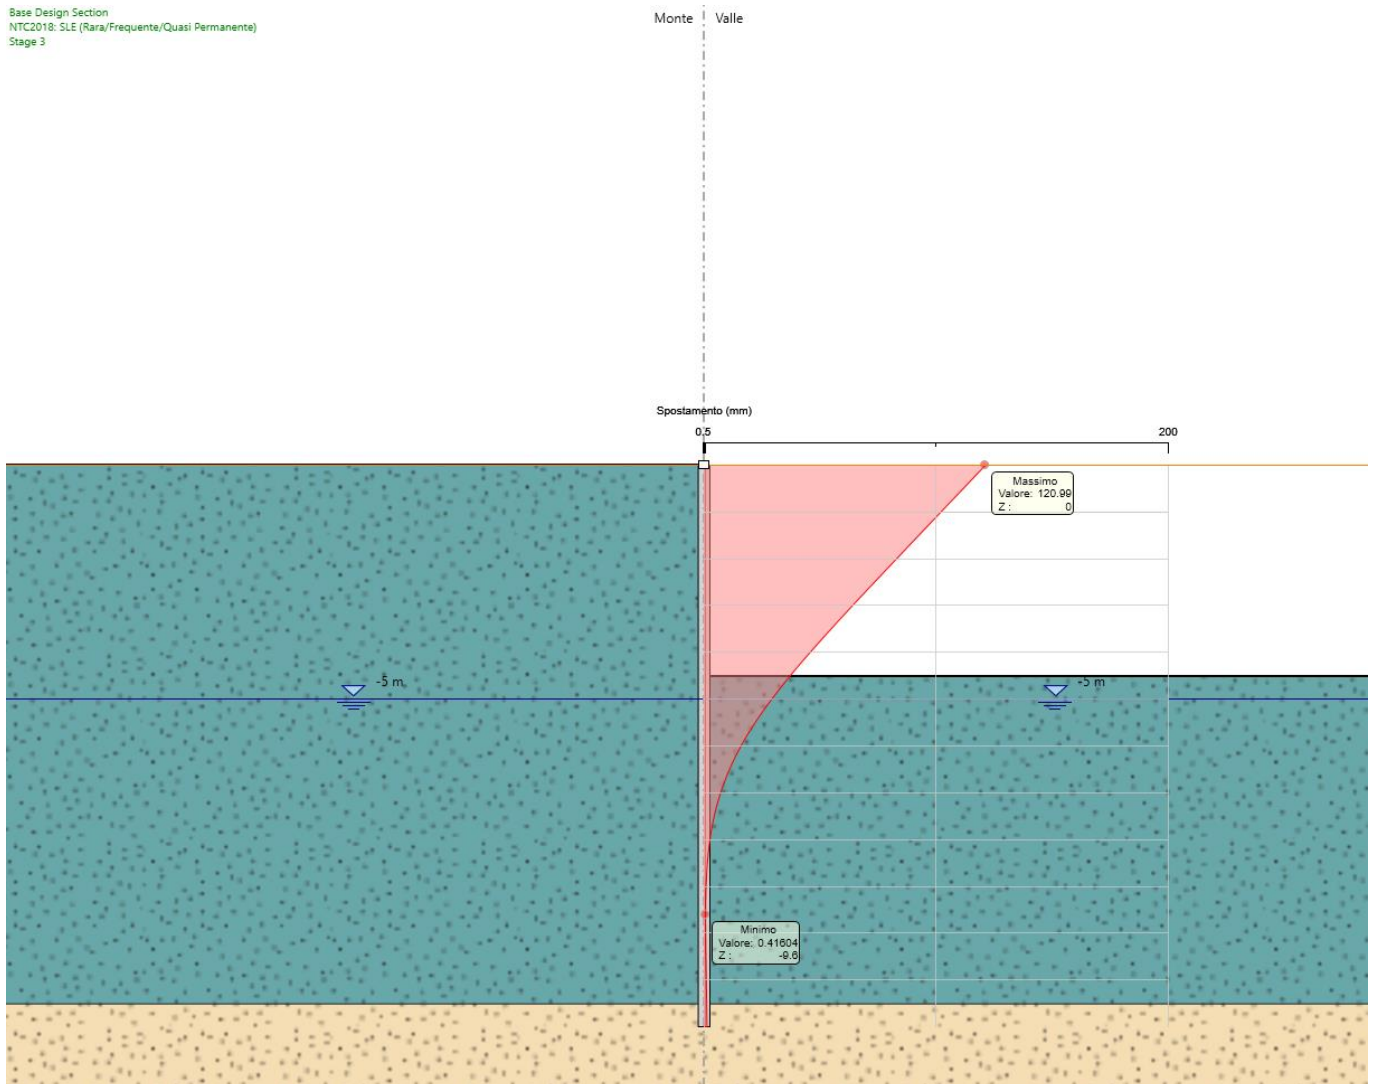 Base Design Section
NTC2018: SLE (Rara/Frequente/Quasi Permanente)
Stage 3
Monte Valle
Spostamento (mm)
0.5 200
Massimo
Valore: 120.99
Z : 0
-5 m
-5 m
Minimo
Valore: 0.41604
Z : -9.6